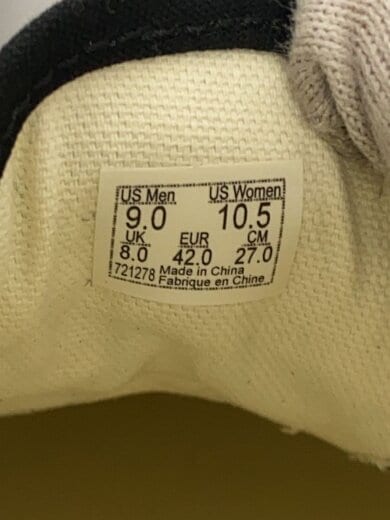 US Men US Women
9.0 10.5
UK EUR CM
8.0 42.0 27.0
721278 Made in China
Fabrique en Chine